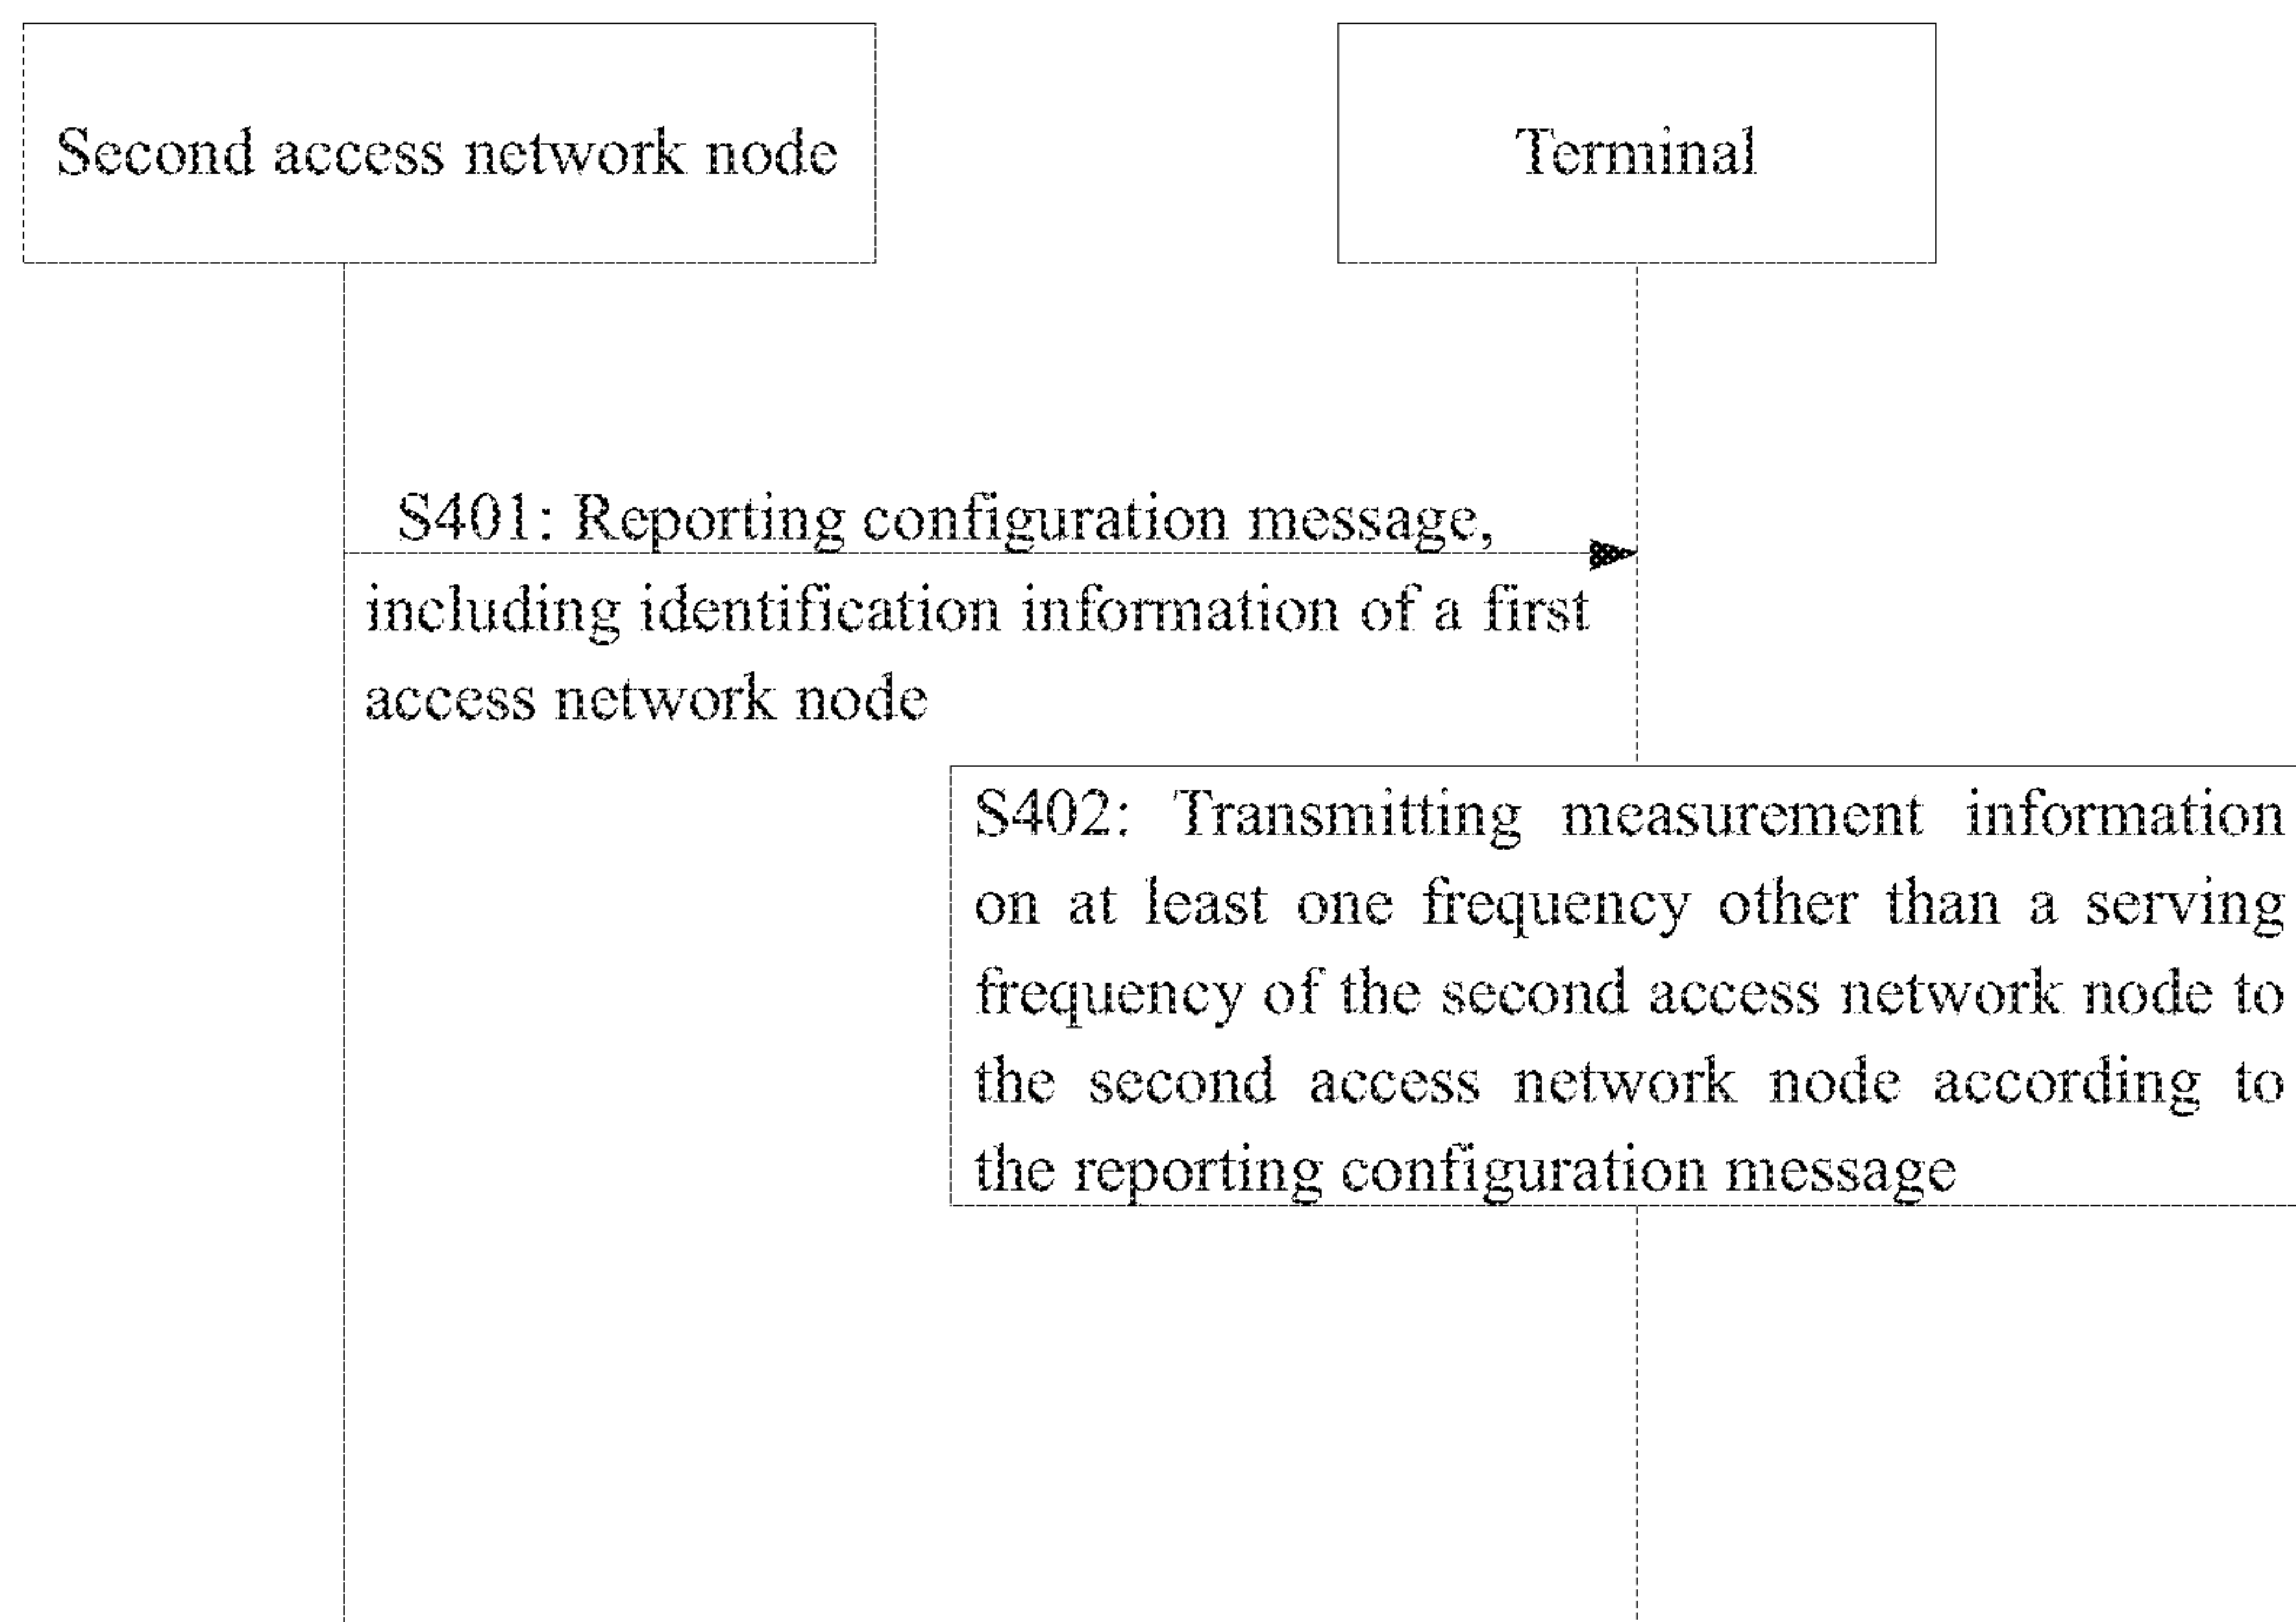 Second access network node
Terminal
S401: Reporting configuration message,
including identification information of a first
access network node
S402: Transmitting measurement information
on at least one frequency other than a serving
frequency of the second access network node to
the second access network node according to
the reporting configuration message